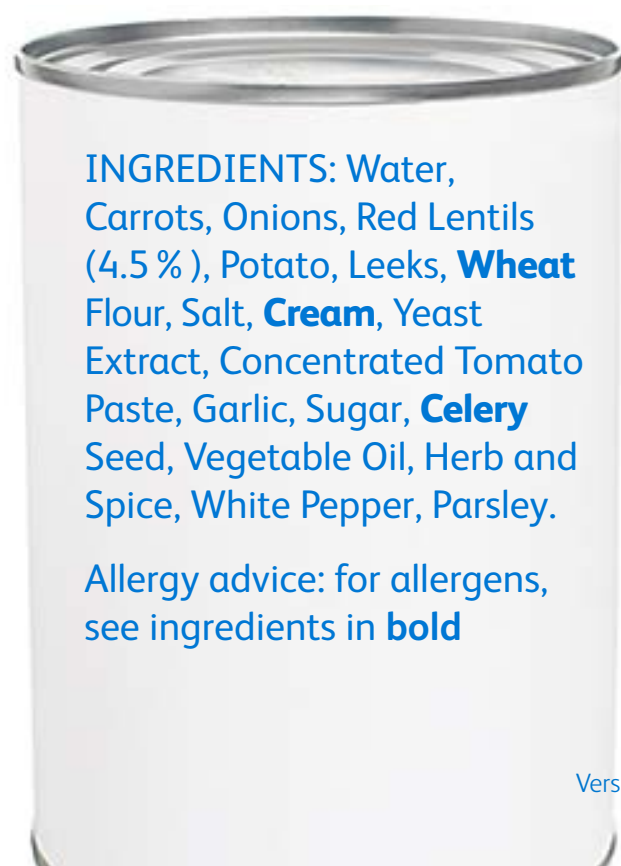 INGREDIENTS: Water,
Carrots, Onions, Red Lentils
(4.5 % ), Potato, Leeks, Wheat
Flour, Salt, Cream, Yeast
Extract, Concentrated Tomato
Paste, Garlic, Sugar, Celery
Seed, Vegetable Oil, Herb and
Spice, White Pepper, Parsley.
Allergy advice: for allergens,
see ingredients in bold
Vers